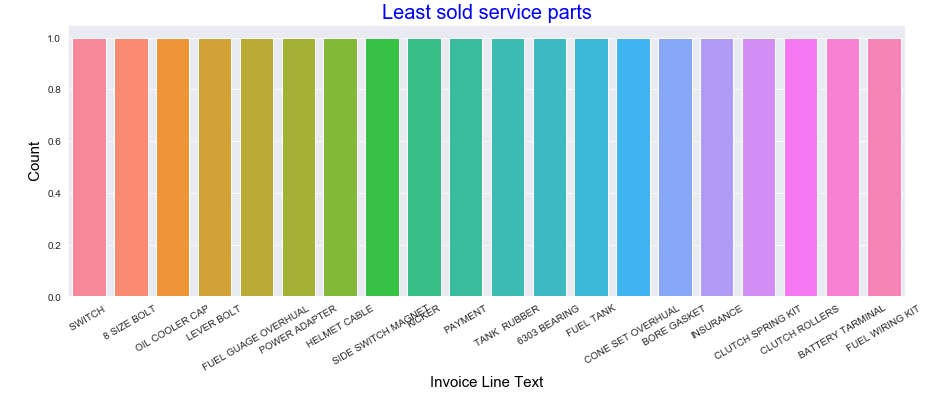 Least sold service parts
1.0
0.8
0.6
0.4
0.2
0.0
Count
SWITCH
8 SIZE BOLT
OIL COOLER CAP
LEVER BOLT
FUEL GUAGE OVERHUAL
POWER ADAPTER
HELMET CABLE
SIDE SWITCH MAGNET
KICKER
PAYMENT
TANK  RUBBER
6303 BEARING
FUEL TANK
CONE SET OVERHUAL
BORE GASKET
INSURANCE
CLUTCH SPRING KIT
CLUTCH ROLLERS
BATTERY TARMINAL
FUEL WIRING KIT
Invoice Line Text